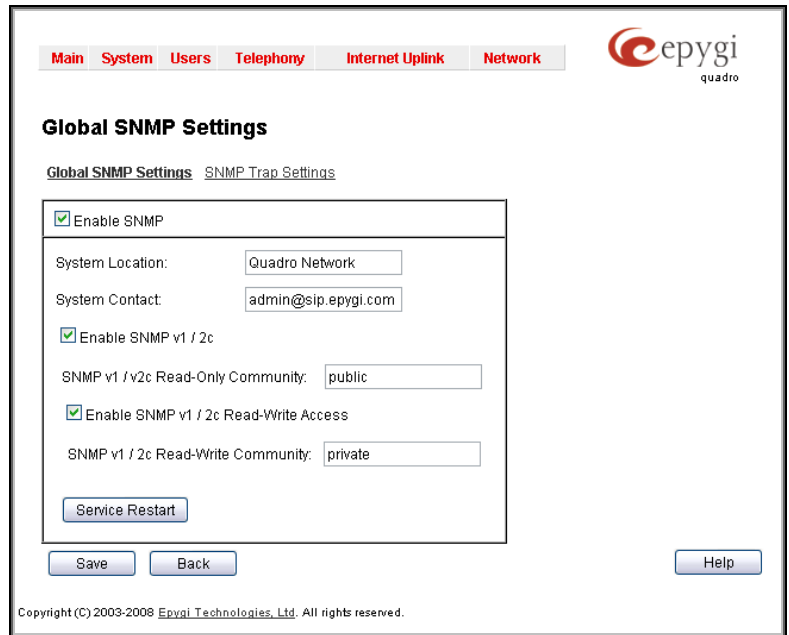 epygi
quadro
Main System Users Telephony Internet Uplink Network
Global SNMP Settings
Global SNMP Settings SNMP Trap Settings
Enable SNMP
System Location: Quadro Network
System Contact: admin@sip.epygi.com
Enable SNMP v1 / 2c
SNMP v1 / v2c Read-Only Community: public
Enable SNMP v1 / 2c Read-Write Access
SNMP v1 / 2c Read-Write Community: private
Service Restart
Save Back Help
Copyright (C) 2003-2008 Epygi Technologies, Ltd. All rights reserved.